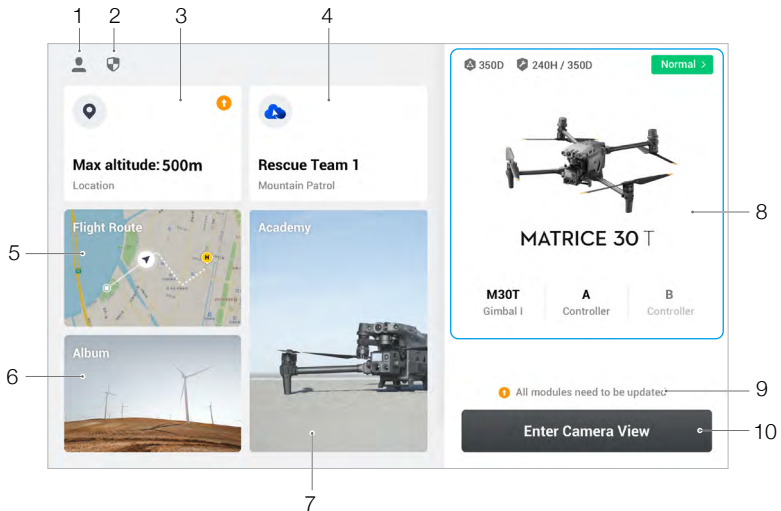 1
2
3
4
350D
240H / 350D
Normal >
Max altitude: 500m
Location
Rescue Team 1
Mountain Patrol
8
5
Flight Route
H
Academy
MATRICE 30 T
M30T
A
B
Gimbal I
Controller
Controller
6
Album
All modules need to be updated
9
Enter Camera View
10
7